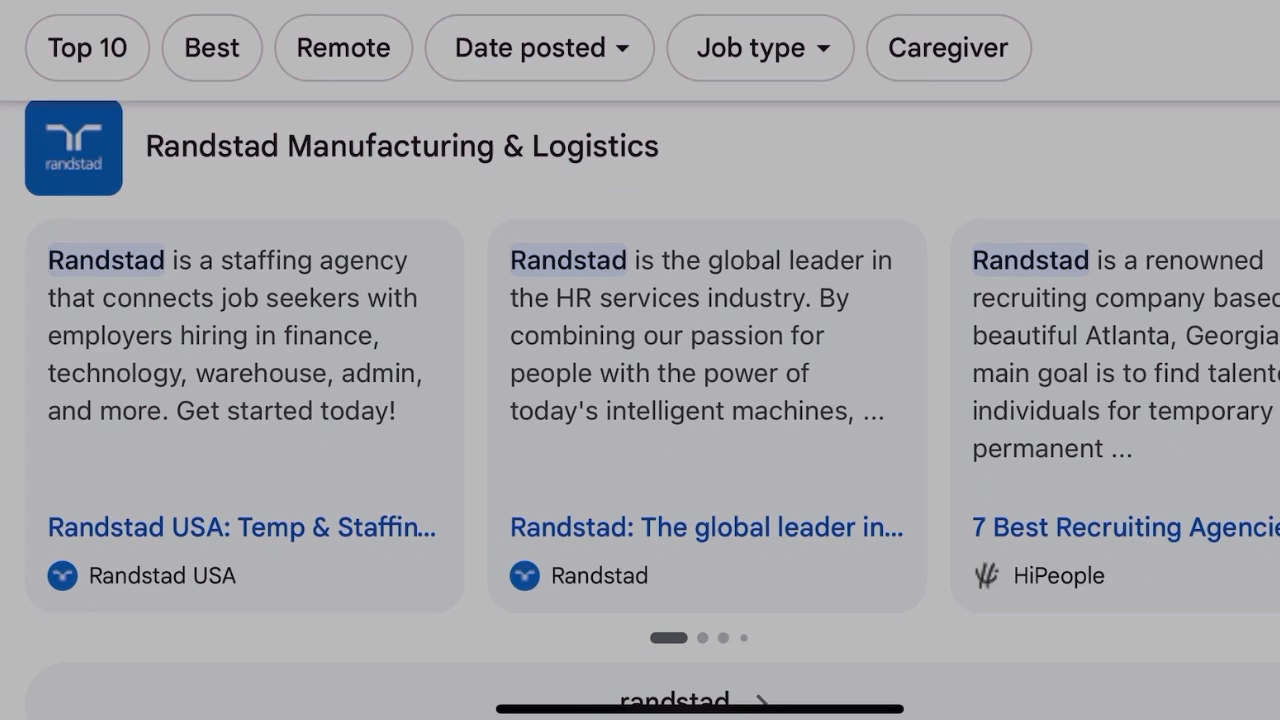 Top 10 Best Remote Date posted Job type Caregiver
randstad
Randstad Manufacturing & Logistics
Randstad is a staffing agency
that connects job seekers with
employers hiring in finance,
technology, warehouse, admin,
and more. Get started today!
Randstad USA: Temp & Staffin...
Randstad USA
Randstad is the global leader in
the HR services industry. By
combining our passion for
people with the power of
today's intelligent machines, ...
Randstad: The global leader in...
Randstad
Randstad is a renowned
recruiting company based
beautiful Atlanta, Georgia
main goal is to find talente
individuals for temporary
permanent ...
7 Best Recruiting Agencie
HiPeople
randstad